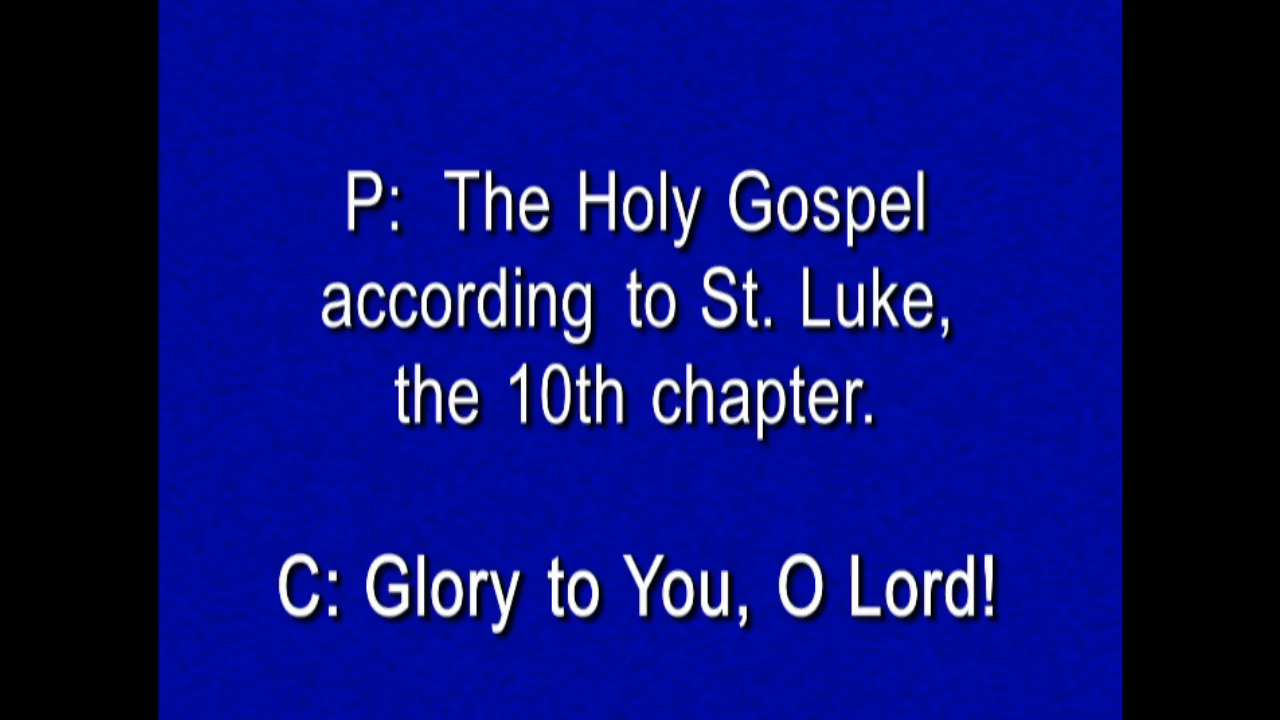 P: The Holy Gospel
according to St. Luke,
the 10th chapter.
C: Glory to You, O Lord!